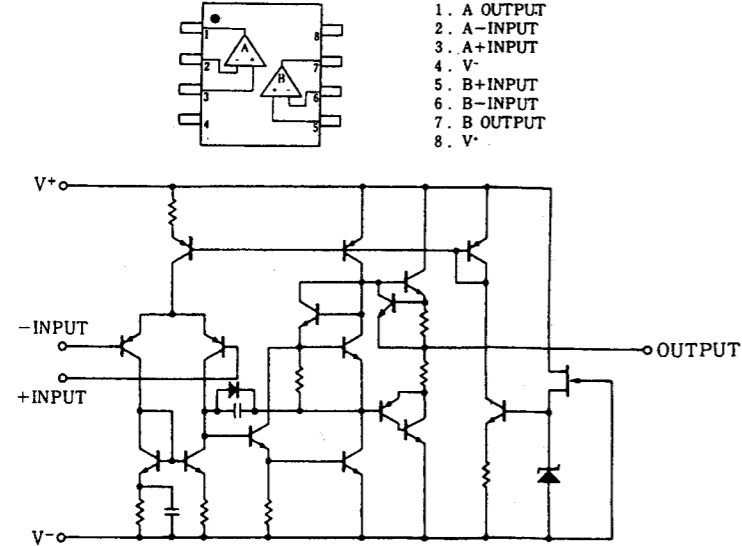 1. A OUTPUT
2. A-INPUT
3. A+INPUT
4. V-
5. B+INPUT
6. B-INPUT
7. B OUTPUT
8. V+
1
2
3
4
8
7
6
5
A
- +
B
+ -
V+
-INPUT
+INPUT
OUTPUT
V-